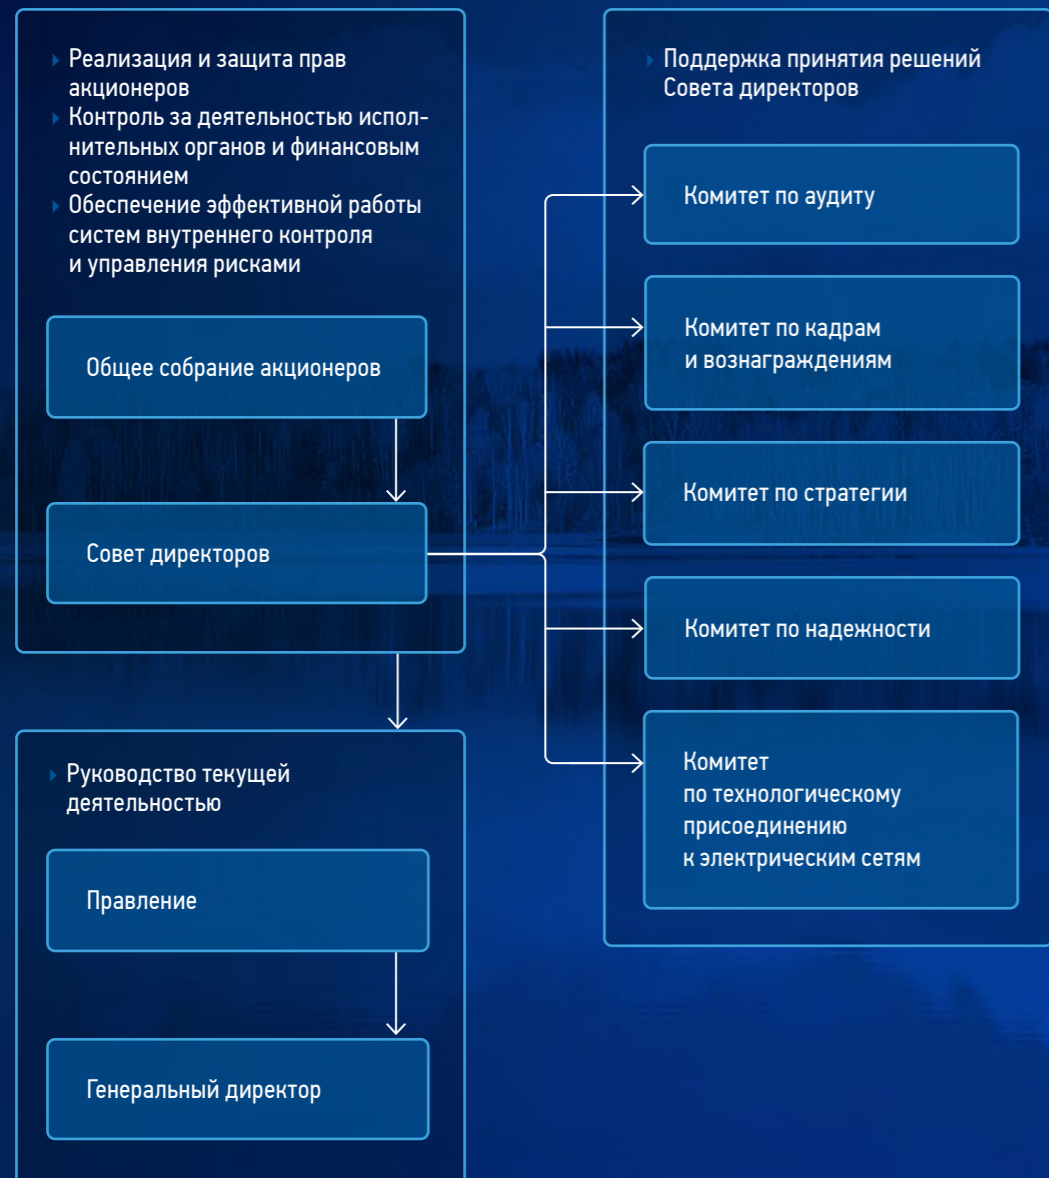 Реализация и защита прав
акционеров
Контроль за деятельностью испол-
нительных органов и финансовым
состоянием
Обеспечение эффективной работы
систем внутреннего контроля
и управления рисками
Общее собрание акционеров
Совет директоров
Руководство текущей
деятельностью
Правление
Генеральный директор
Поддержка принятия решений
Совета директоров
Комитет по аудиту
Комитет по кадрам
и вознаграждениям
Комитет по стратегии
Комитет по надежности
Комитет
по технологическому
присоединению
к электрическим сетям